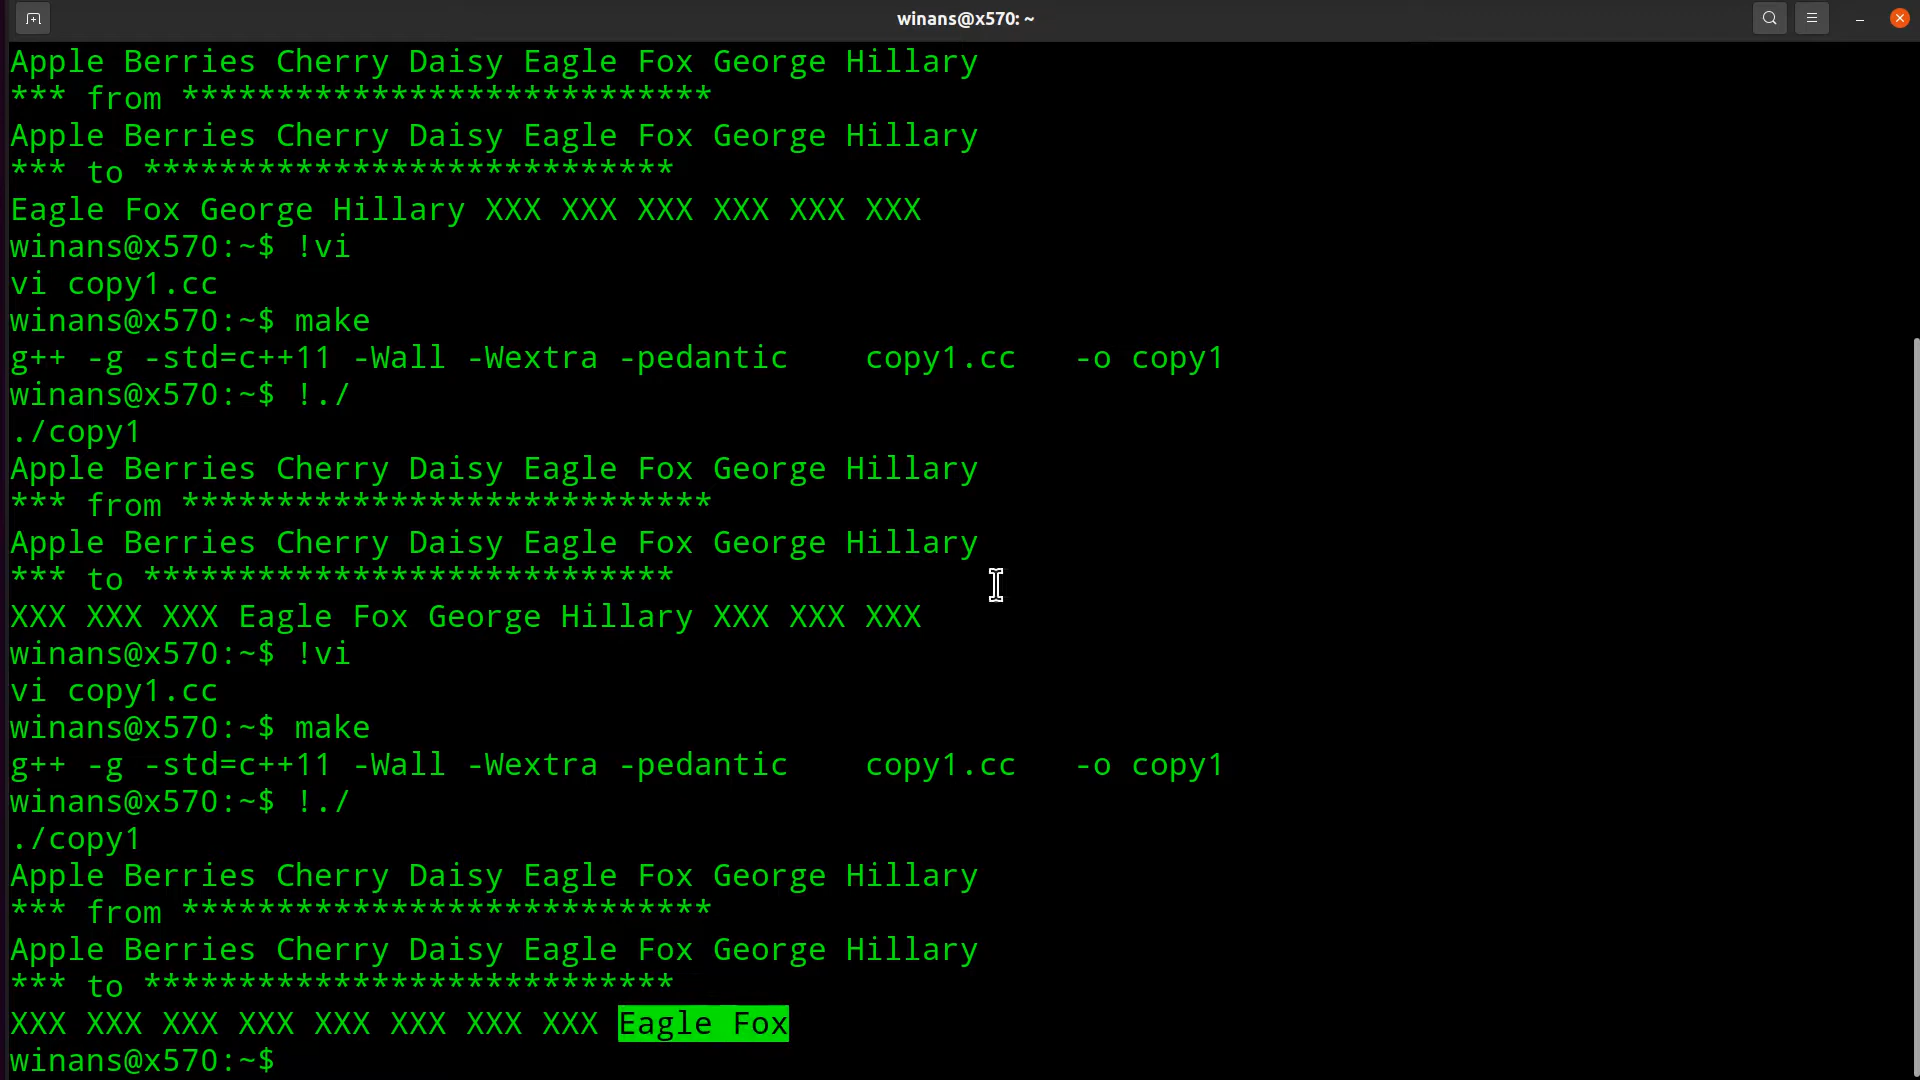 winans@x570: ~
Apple Berries Cherry Daisy Eagle Fox George Hillary
*** from ****************************
Apple Berries Cherry Daisy Eagle Fox George Hillary
*** to ****************************
Eagle Fox George Hillary XXX XXX XXX XXX XXX XXX
winans@x570:~$ !vi
vi copy1.cc
winans@x570:~$ make
g++ -g -std=c++11 -Wall -Wextra -pedantic    copy1.cc   -o copy1
winans@x570:~$ !./
./copy1
Apple Berries Cherry Daisy Eagle Fox George Hillary
*** from ****************************
Apple Berries Cherry Daisy Eagle Fox George Hillary
*** to ****************************
XXX XXX XXX Eagle Fox George Hillary XXX XXX XXX
winans@x570:~$ !vi
vi copy1.cc
winans@x570:~$ make
g++ -g -std=c++11 -Wall -Wextra -pedantic    copy1.cc   -o copy1
winans@x570:~$ !./
./copy1
Apple Berries Cherry Daisy Eagle Fox George Hillary
*** from ****************************
Apple Berries Cherry Daisy Eagle Fox George Hillary
*** to ****************************
XXX XXX XXX XXX XXX XXX XXX XXX Eagle Fox
winans@x570:~$